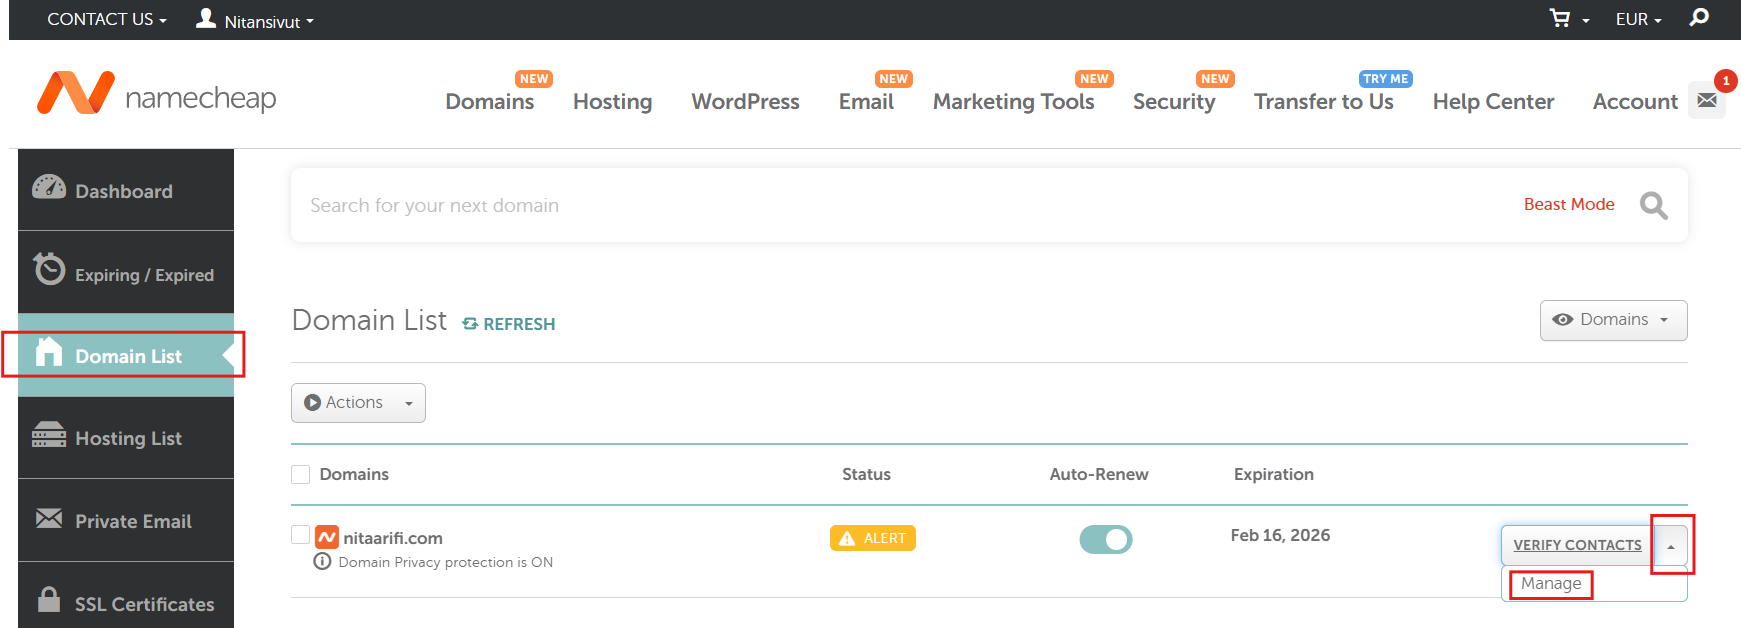 CONTACT US
Nitansivut
EUR
namecheap
NEW
NEW
NEW
NEW
TRY ME
1
Domains
Hosting
WordPress
Email
Marketing Tools
Security
Transfer to Us
Help Center
Account
Dashboard
Expiring / Expired
Domain List
Hosting List
Private Email
SSL Certificates
Search for your next domain
Beast Mode
Domain List
REFRESH
Domains
Actions
Domains
Status
Auto-Renew
Expiration
nitaarifi.com
ALERT
Feb 16, 2026
VERIFY CONTACTS
Domain Privacy protection is ON
Manage